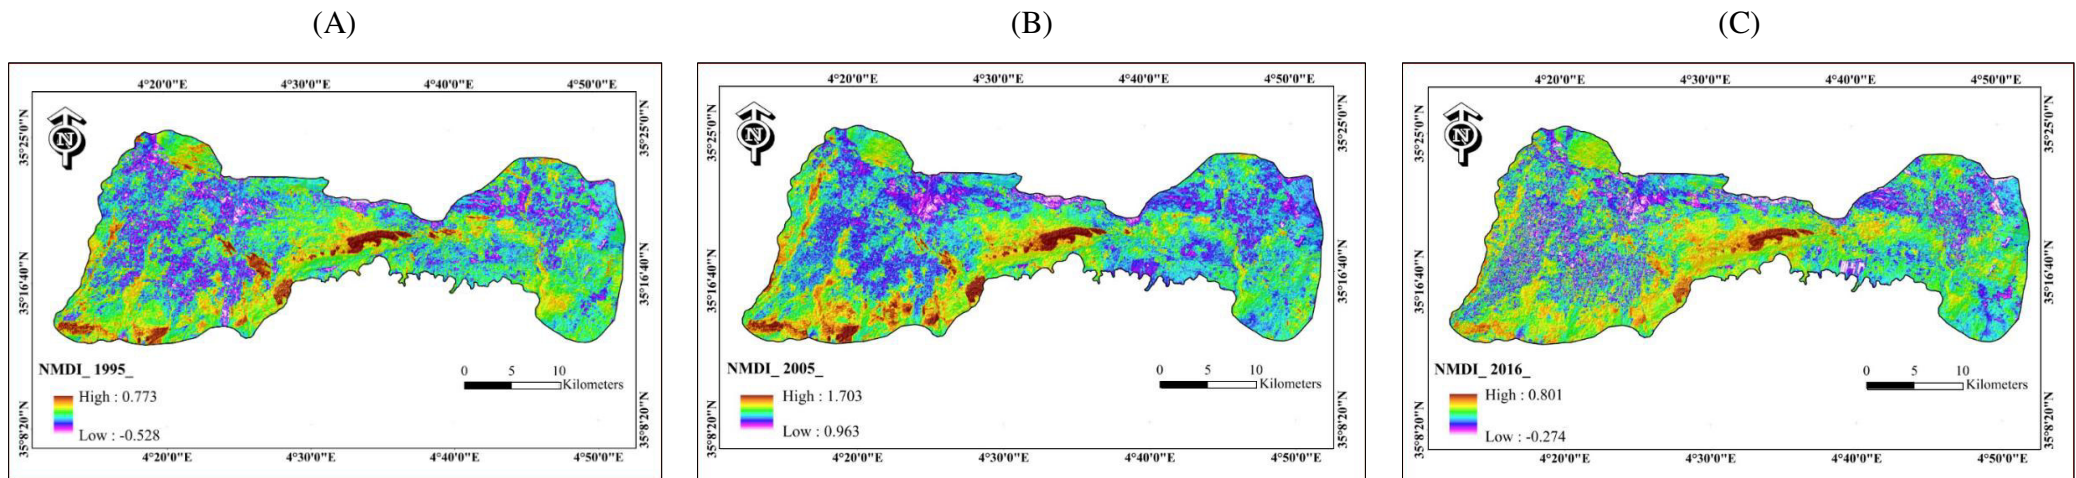 (A)
(B)
(C)
4°20'0"E 4°30'0"E 4°40'0"E 4°50'0"E
35°25'0"N 35°16'40"N 35°8'20"N
N
35°25'0"N 35°16'40"N 35°8'20"N
NMDI_ 1995_
High : 0.773
Low : -0.528
0 5 10
Kilometers
4°20'0"E 4°30'0"E 4°40'0"E 4°50'0"E
4°20'0"E 4°30'0"E 4°40'0"E 4°50'0"E
35°25'0"N 35°16'40"N 35°8'20"N
N
35°25'0"N 35°16'40"N 35°8'20"N
NMDI_ 2005_
High : 1.703
Low : 0.963
0 5 10
Kilometers
4°20'0"E 4°30'0"E 4°40'0"E 4°50'0"E
4°20'0"E 4°30'0"E 4°40'0"E 4°50'0"E
35°25'0"N 35°16'40"N 35°8'20"N
N
35°25'0"N 35°16'40"N 35°8'20"N
NMDI_ 2016_
High : 0.801
Low : -0.274
0 5 10
Kilometers
4°20'0"E 4°30'0"E 4°40'0"E 4°50'0"E